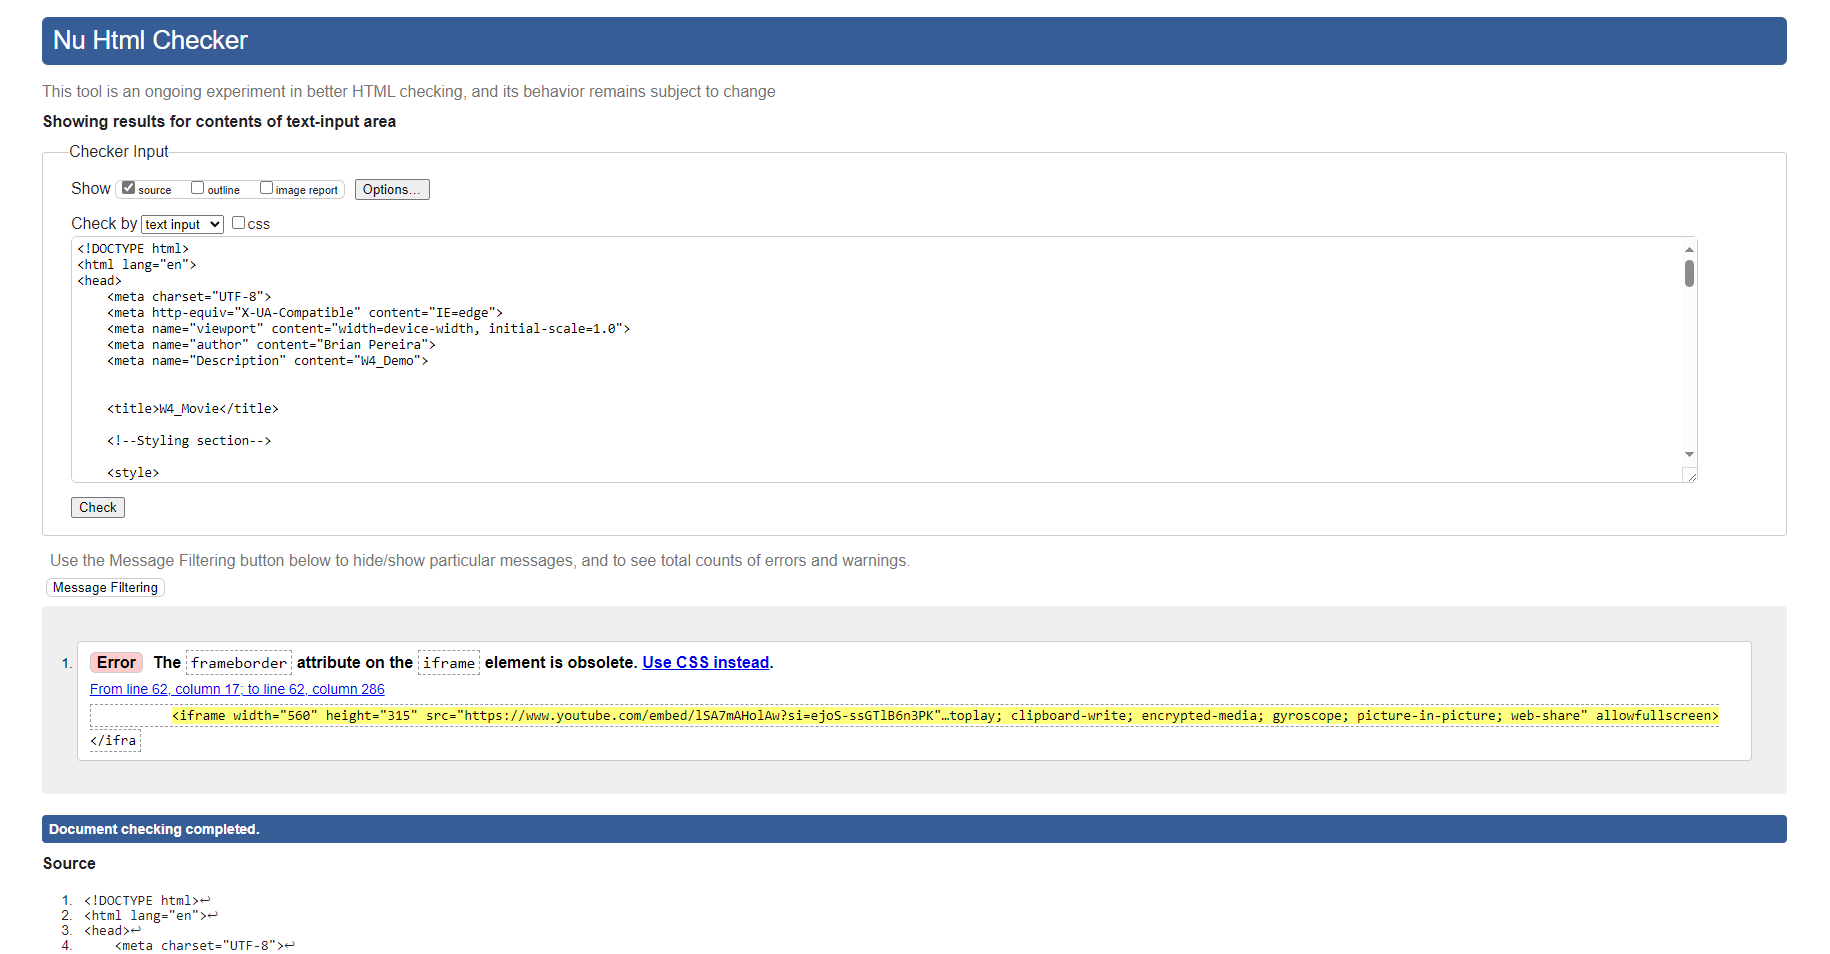 Nu Html Checker
This tool is an ongoing experiment in better HTML checking, and its behavior remains subject to change
Showing results for contents of text-input area
Checker Input
Show source outline image report Options...
Check by text input css
<!DOCTYPE html>
<html lang="en">
<head>
    <meta charset="UTF-8">
    <meta http-equiv="X-UA-Compatible" content="IE=edge">
    <meta name="viewport" content="width=device-width, initial-scale=1.0">
    <meta name="author" content="Brian Pereira">
    <meta name="Description" content="W4_Demo">
    <title>W4_Movie</title>
    <!--Styling section-->
    <style>
Check
Use the Message Filtering button below to hide/show particular messages, and to see total counts of errors and warnings.
Message Filtering
1. Error The frameborder attribute on the iframe element is obsolete. Use CSS instead.
From line 62, column 17; to line 62, column 286
<iframe width="560" height="315" src="https://www.youtube.com/embed/lSA7mAHolAw?si=ejoS-ssGTlB6n3PK"…toplay; clipboard-write; encrypted-media; gyroscope; picture-in-picture; web-share" allowfullscreen>
</ifra
Document checking completed.
Source
1. <!DOCTYPE html>↩
2. <html lang="en">↩
3. <head>↩
4.     <meta charset="UTF-8">↩